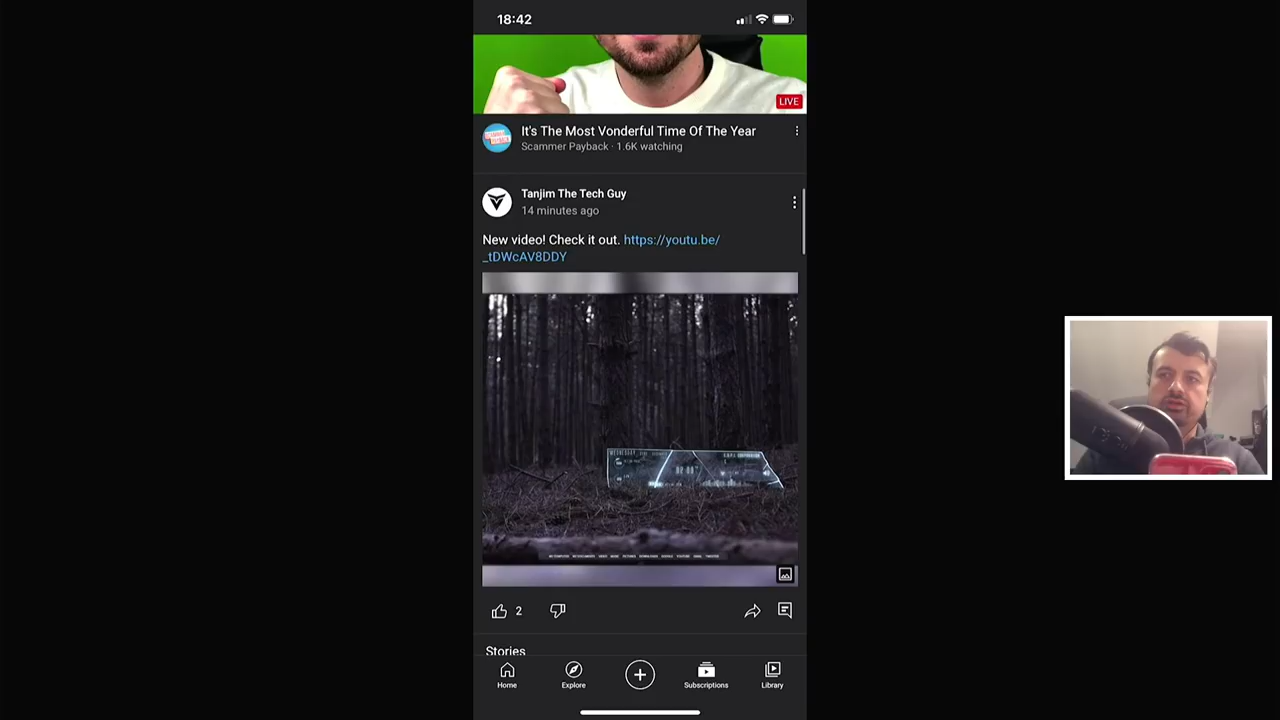 18:42
LIVE
It's The Most Vonderful Time Of The Year
Scammer Payback · 1.6K watching
Tanjim The Tech Guy
14 minutes ago
New video! Check it out. https://youtu.be/
_tDWcAV8DDY
WEDNESDAY
2
Stories
Home
Explore
Subscriptions
Library